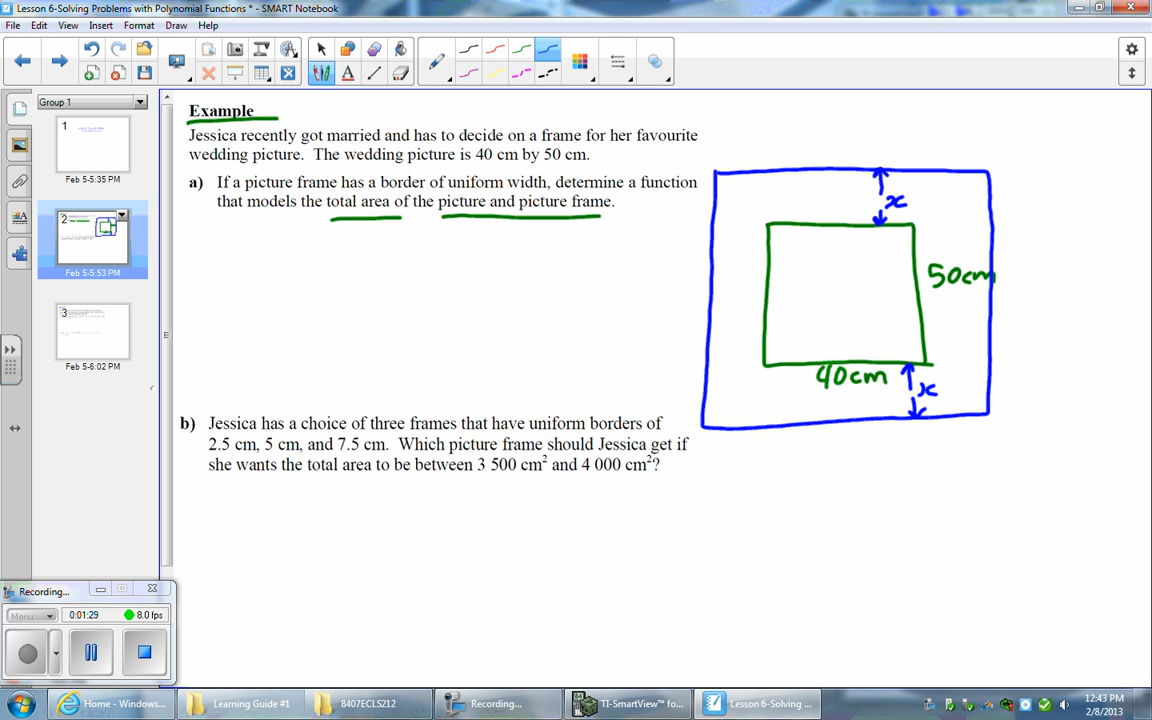 Lesson 6-Solving Problems with Polynomial Functions * - SMART Notebook
File Edit View Insert Format Draw Help
Group 1
1
Feb 5-5:35 PM
2
Feb 5-5:53 PM
3
Feb 5-6:02 PM
Example
Jessica recently got married and has to decide on a frame for her favourite
wedding picture. The wedding picture is 40 cm by 50 cm.
a) If a picture frame has a border of uniform width, determine a function
that models the total area of the picture and picture frame.
x
50cm
40cm
x
b) Jessica has a choice of three frames that have uniform borders of
2.5 cm, 5 cm, and 7.5 cm. Which picture frame should Jessica get if
she wants the total area to be between 3 500 cm² and 4 000 cm²?
Recording...
Menu 0:01:29 8.0 fps
Home - Windows... Learning Guide #1 8407ECLS212 Recording... TI-SmartView™ fo... Lesson 6-Solving ...
12:43 PM
2/8/2013